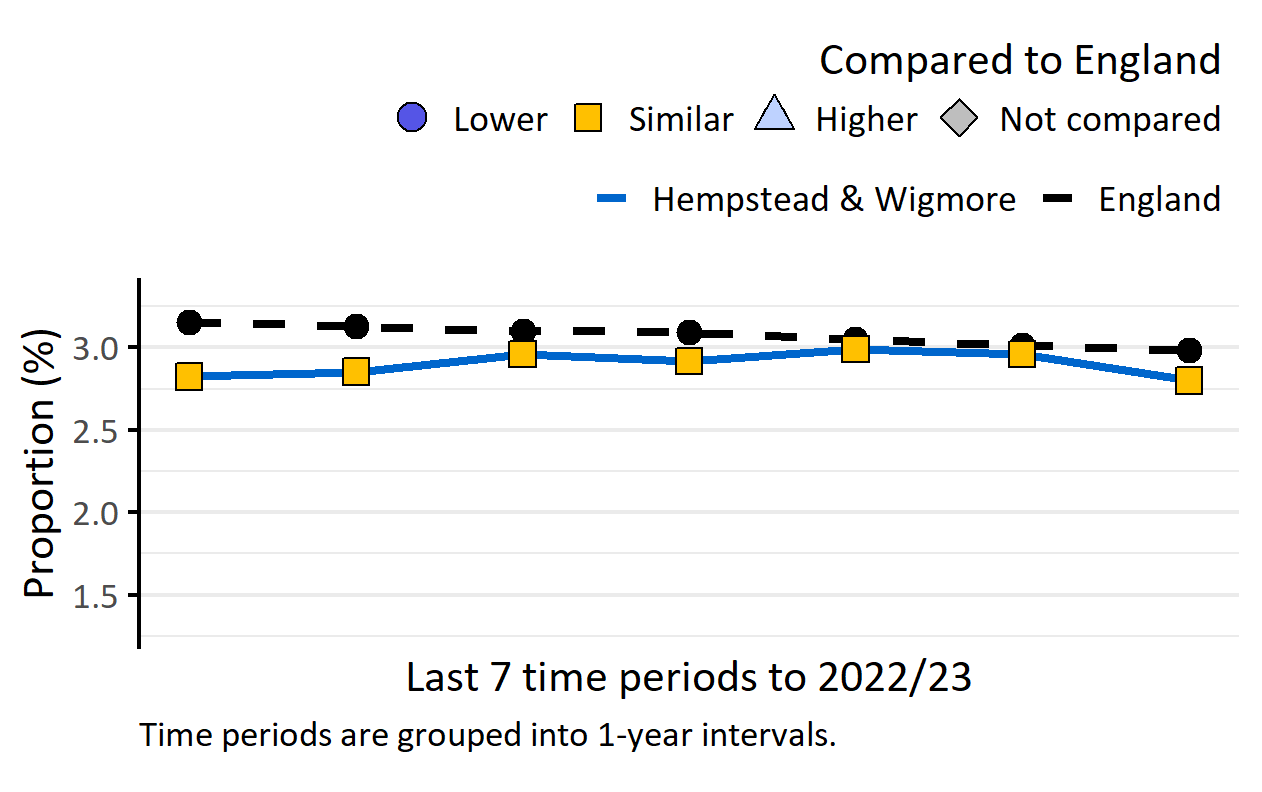 Compared to England
Lower Similar Higher Not compared
Hempstead & Wigmore England
Proportion (%)
3.0
2.5
2.0
1.5
Last 7 time periods to 2022/23
Time periods are grouped into 1-year intervals.